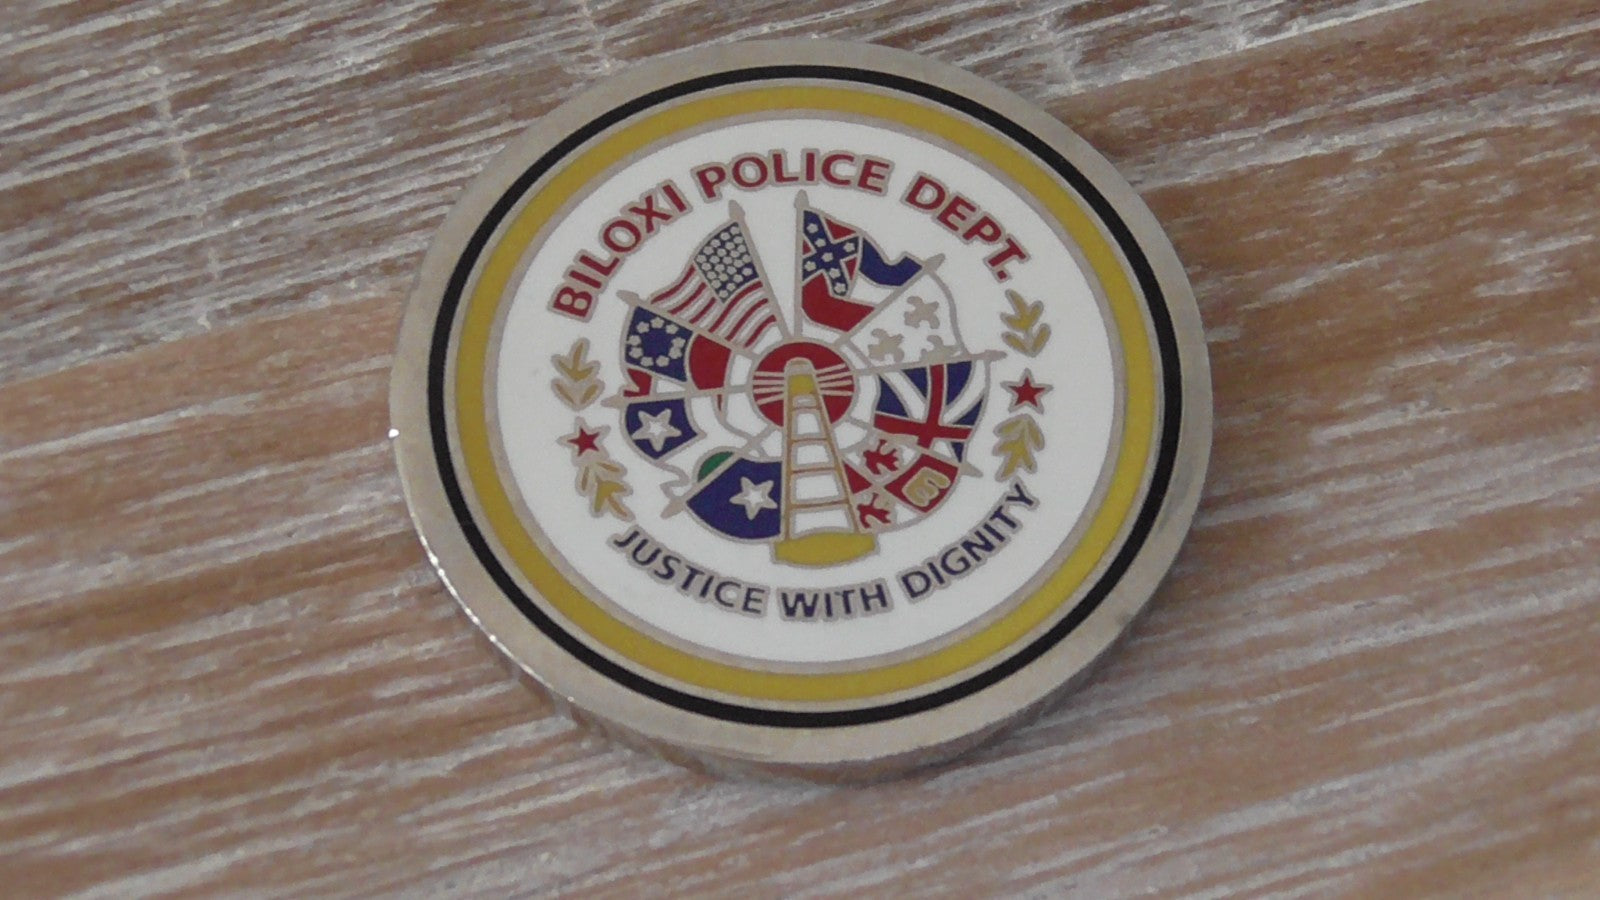 BILOXI POLICE DEPT.
JUSTICE WITH DIGNITY